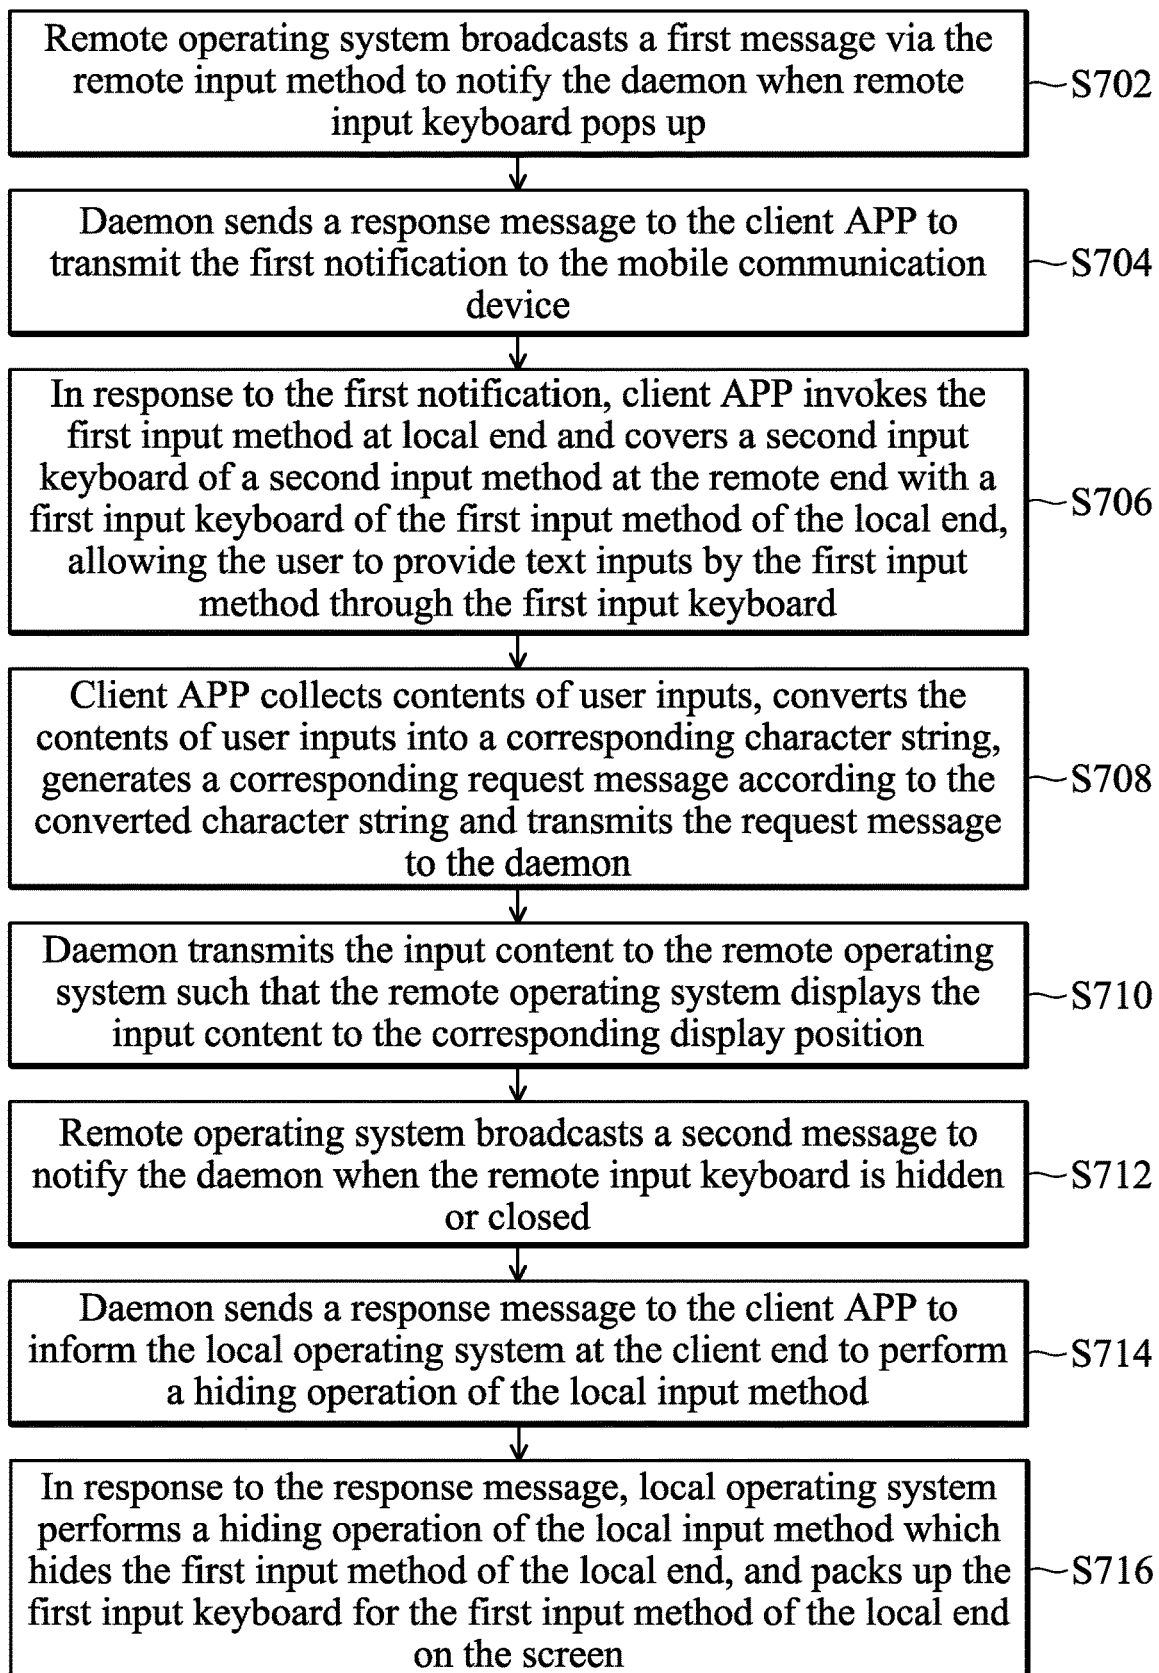 Remote operating system broadcasts a first message via the
remote input method to notify the daemon when remote
input keyboard pops up
S702
Daemon sends a response message to the client APP to
transmit the first notification to the mobile communication
device
S704
In response to the first notification, client APP invokes the
first input method at local end and covers a second input
keyboard of a second input method at the remote end with a
first input keyboard of the first input method of the local end,
allowing the user to provide text inputs by the first input
method through the first input keyboard
S706
Client APP collects contents of user inputs, converts the
contents of user inputs into a corresponding character string,
generates a corresponding request message according to the
converted character string and transmits the request message
to the daemon
S708
Daemon transmits the input content to the remote operating
system such that the remote operating system displays the
input content to the corresponding display position
S710
Remote operating system broadcasts a second message to
notify the daemon when the remote input keyboard is hidden
or closed
S712
Daemon sends a response message to the client APP to
inform the local operating system at the client end to perform
a hiding operation of the local input method
S714
In response to the response message, local operating system
performs a hiding operation of the local input method which
hides the first input method of the local end, and packs up the
first input keyboard for the first input method of the local end
on the screen
S716